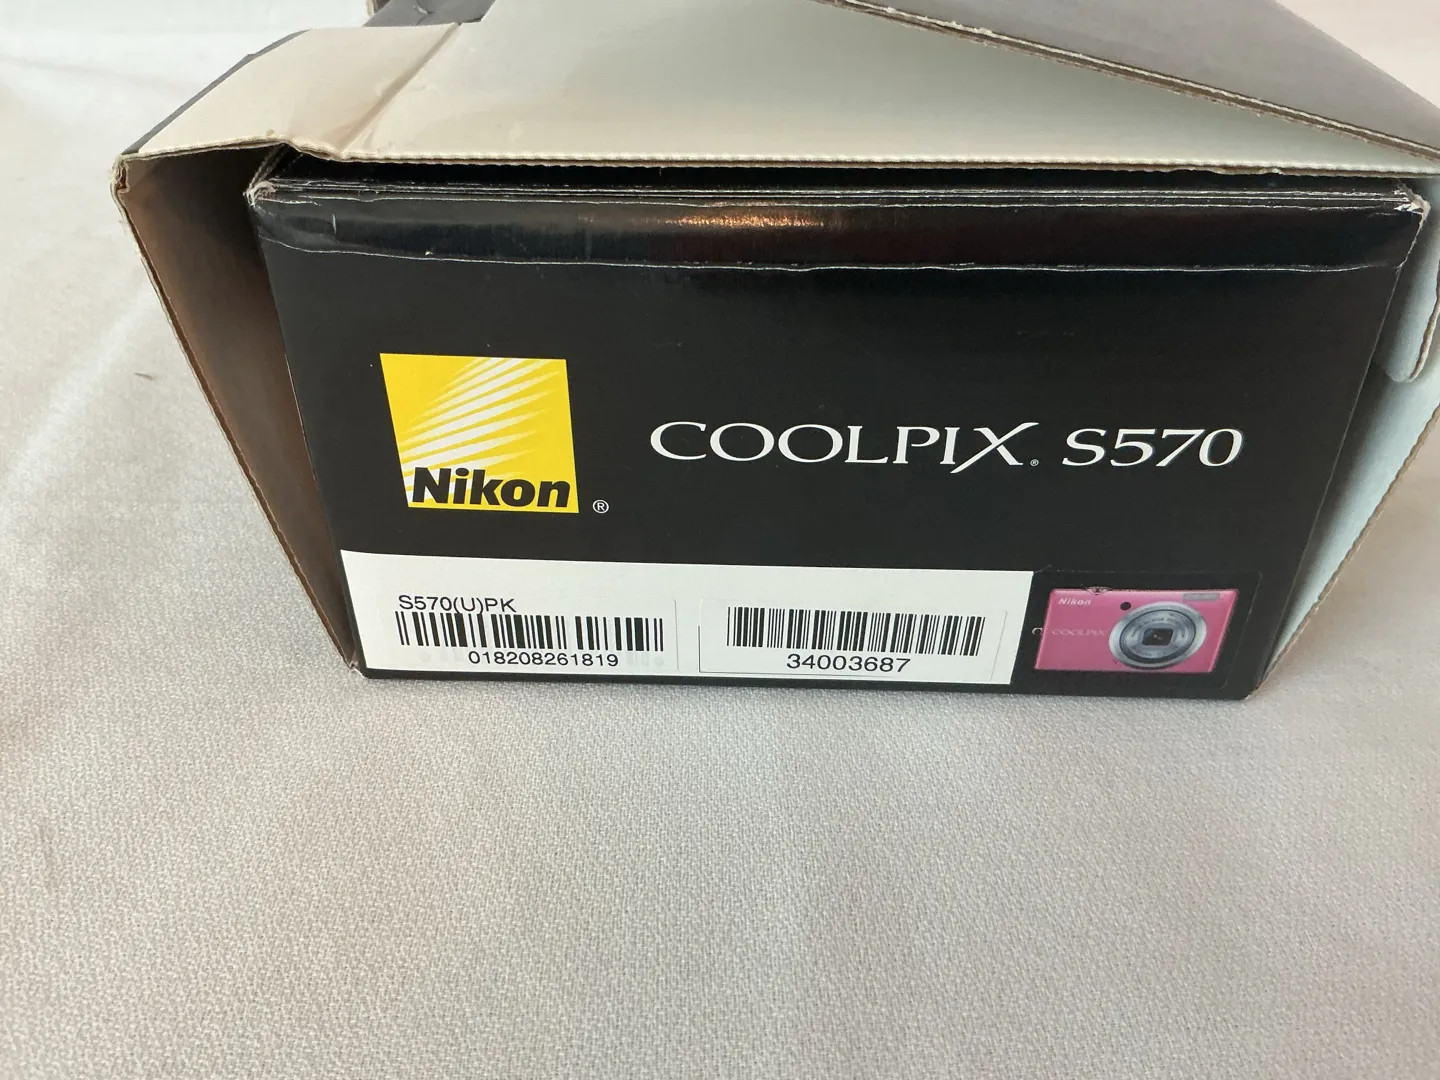 Nikon ®
COOLPIX® S570
S570(U)PK
018208261819
34003687
Nikon
COOLPIX